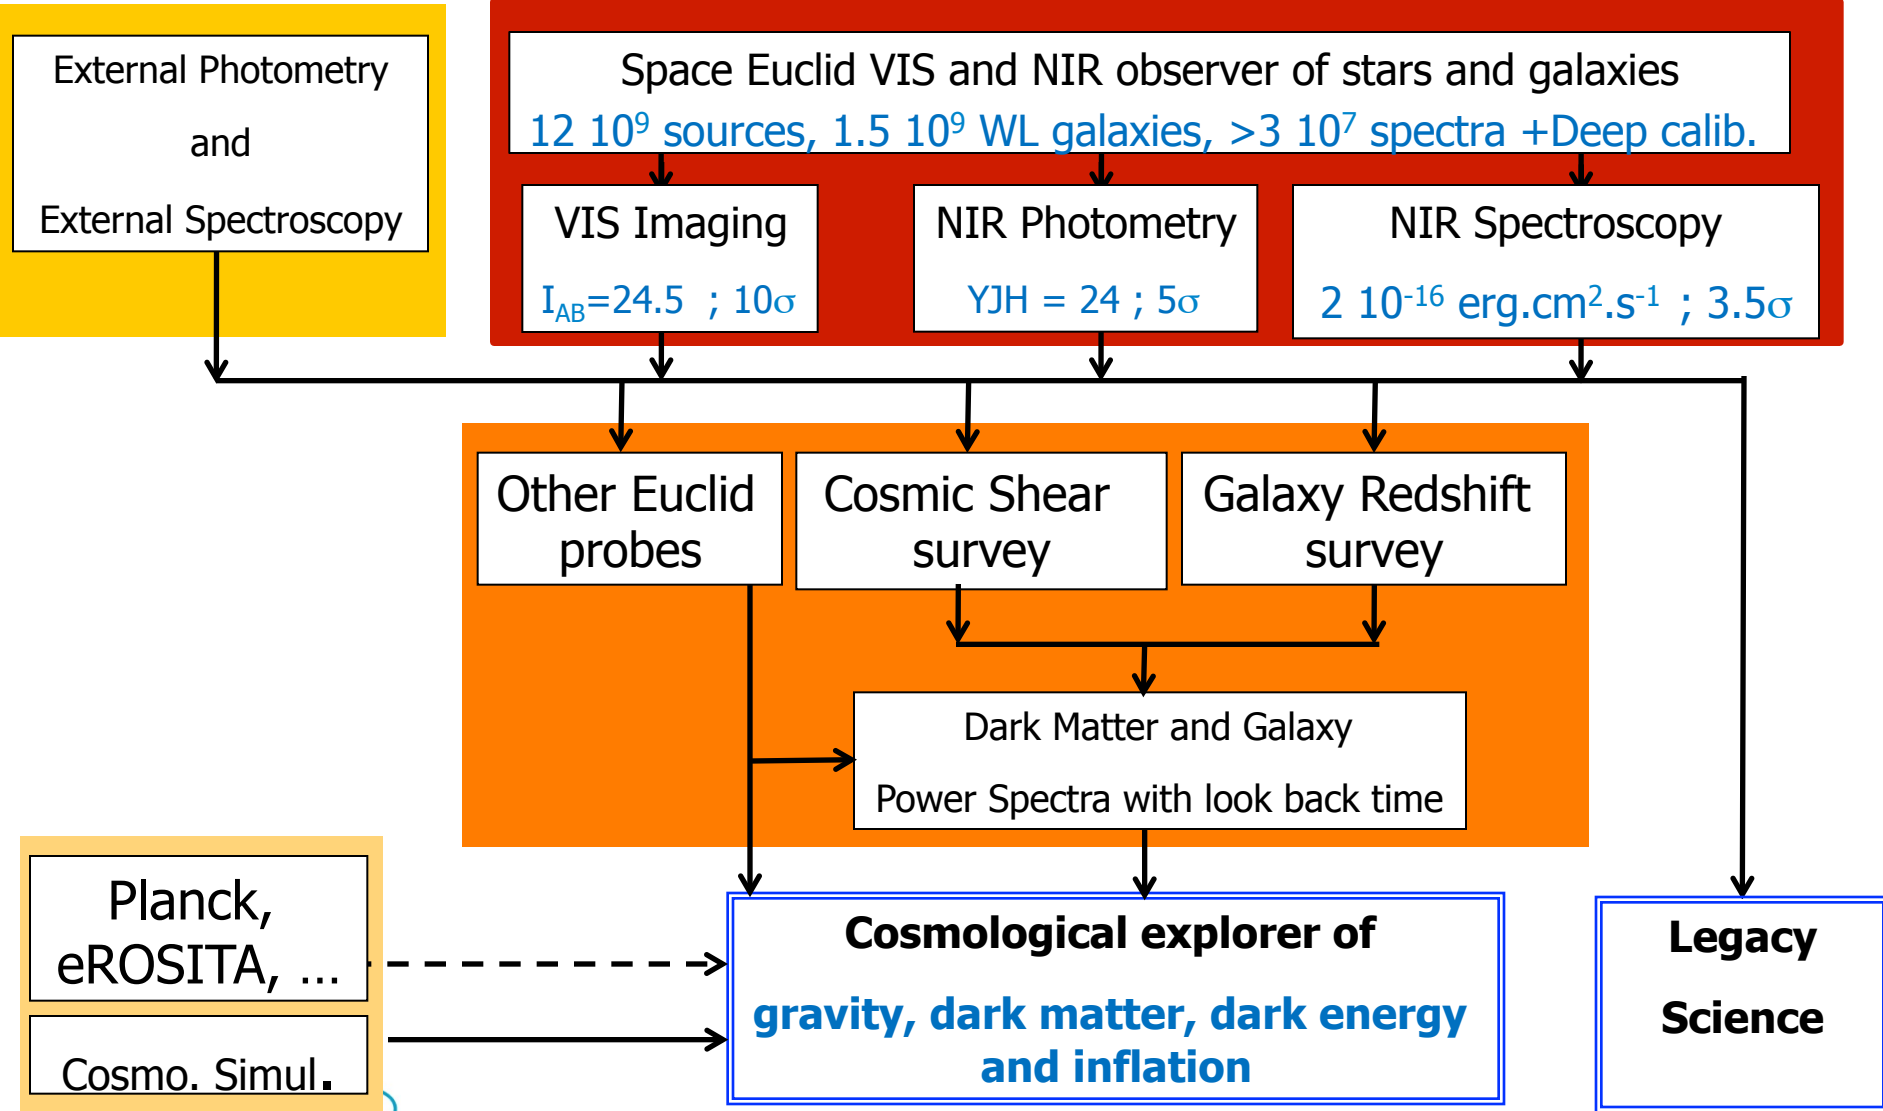 External Photometry
and
External Spectroscopy
Space Euclid VIS and NIR observer of stars and galaxies
12 10⁹ sources, 1.5 10⁹ WL galaxies, >3 10⁷ spectra +Deep calib.
VIS Imaging
I_AB=24.5 ; 10σ
NIR Photometry
YJH = 24 ; 5σ
NIR Spectroscopy
2 10⁻¹⁶ erg.cm².s⁻¹ ; 3.5σ
Other Euclid
probes
Cosmic Shear
survey
Galaxy Redshift
survey
Dark Matter and Galaxy
Power Spectra with look back time
Planck,
eROSITA, …
Cosmo. Simul.
Cosmological explorer of
gravity, dark matter, dark energy
and inflation
Legacy
Science